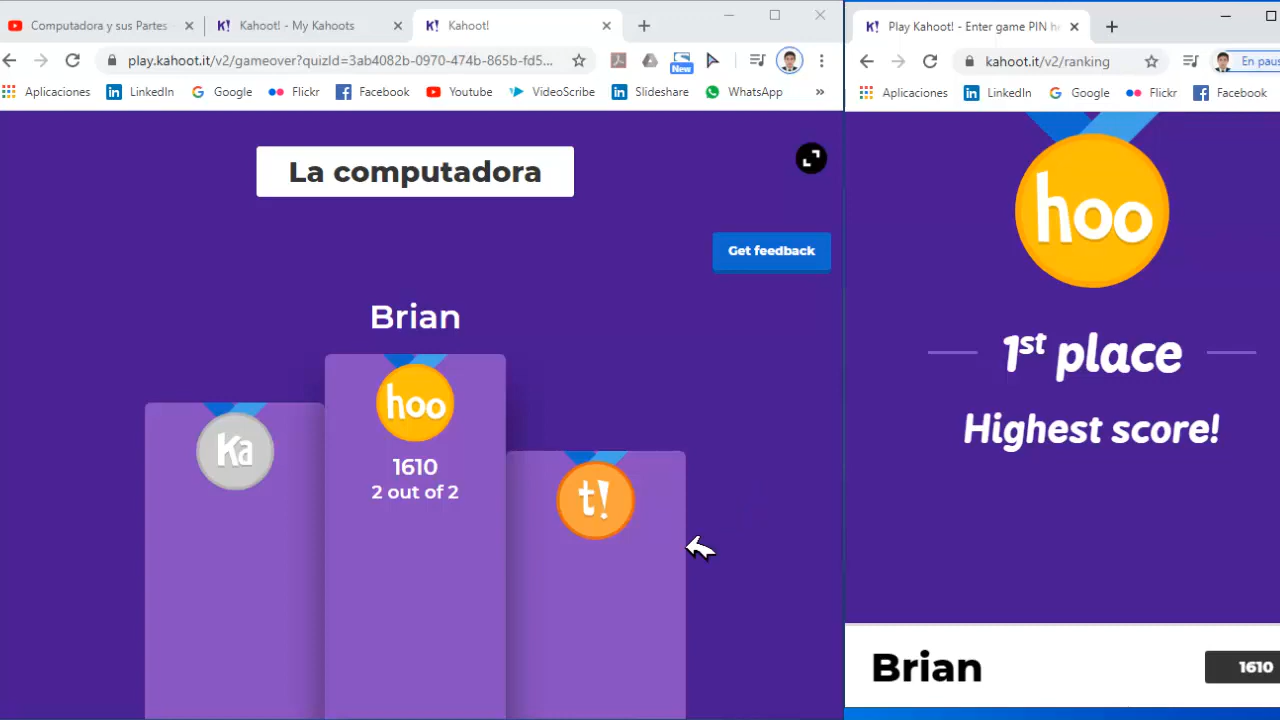 Computadora y sus Partes
Kahoot! - My Kahoots
Kahoot!
play.kahoot.it/v2/gameover?quizId=3ab4082b-0970-474b-865b-fd5...
New
Aplicaciones
LinkedIn
Google
Flickr
Facebook
Youtube
VideoScribe
Slideshare
WhatsApp
»
La computadora
Get feedback
Brian
Ka
hoo
1610
2 out of 2
t!
K! Play Kahoot! - Enter game PIN he
kahoot.it/v2/ranking
En paus
Aplicaciones
LinkedIn
Google
Flickr
Facebook
hoo
1st place
Highest score!
Brian
1610